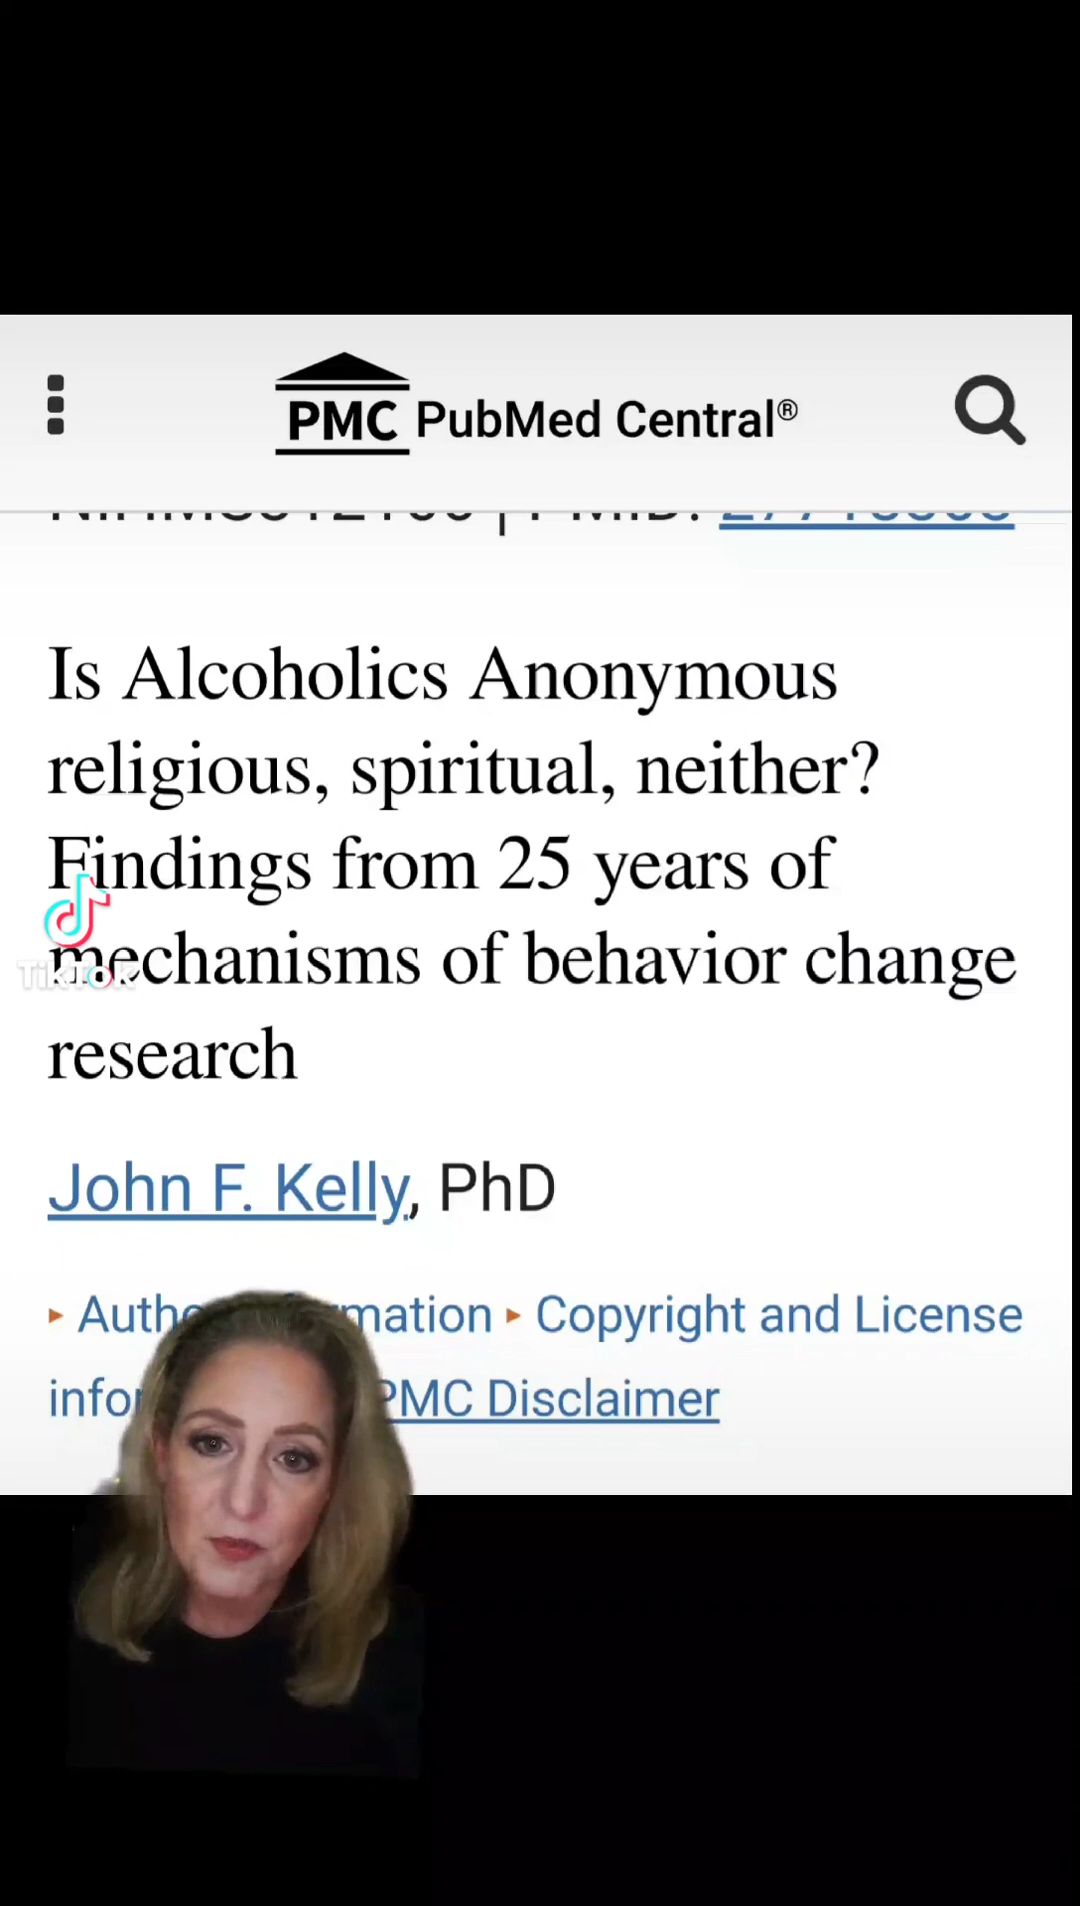 PMC PubMed Central®
Is Alcoholics Anonymous
religious, spiritual, neither?
Findings from 25 years of
mechanisms of behavior change
research
John F. Kelly, PhD
Copyright and License
PMC Disclaimer
TikTok